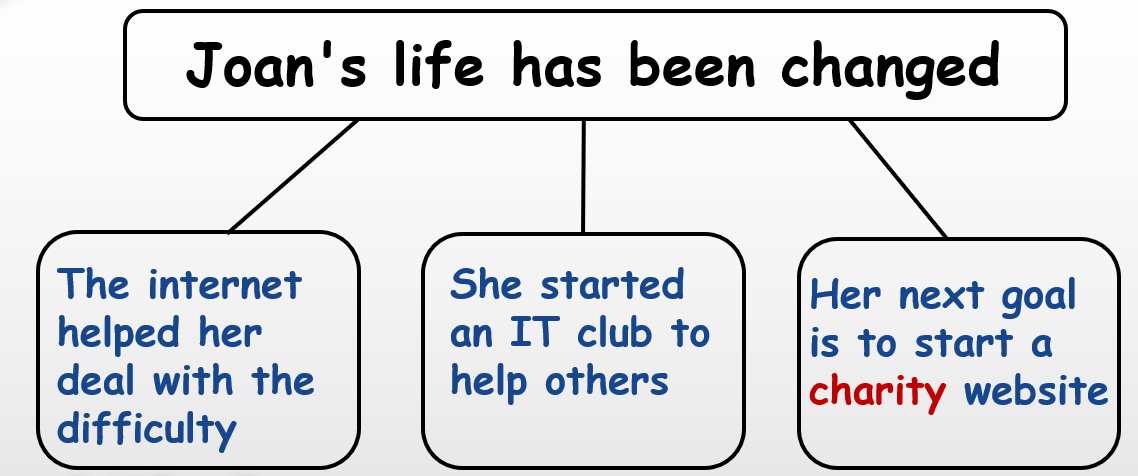 Joan's life has been changed
The internet
helped her
deal with the
difficulty
She started
an IT club to
help others
Her next goal
is to start a
charity website